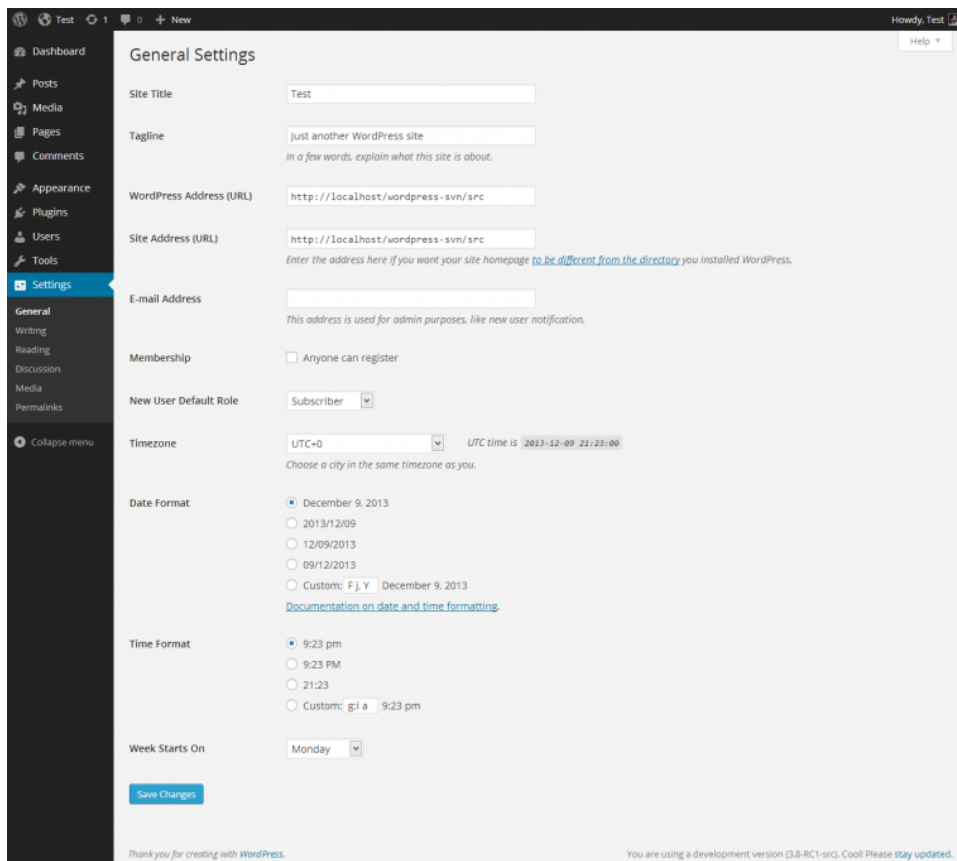 Test 1 0 + New Howdy, Test
Help
Dashboard
Posts
Media
Pages
Comments
Appearance
Plugins
Users
Tools
Settings
General
Writing
Reading
Discussion
Media
Permalinks
Collapse menu
General Settings
Site Title Test
Tagline Just another WordPress site
In a few words, explain what this site is about.
WordPress Address (URL) http://localhost/wordpress-svn/src
Site Address (URL) http://localhost/wordpress-svn/src
Enter the address here if you want your site homepage to be different from the directory you installed WordPress.
E-mail Address
This address is used for admin purposes, like new user notification.
Membership Anyone can register
New User Default Role Subscriber
Timezone UTC+0 UTC time is 2013-12-09 21:23:00
Choose a city in the same timezone as you.
Date Format December 9, 2013
2013/12/09
12/09/2013
09/12/2013
Custom: F j, Y December 9, 2013
Documentation on date and time formatting.
Time Format 9:23 pm
9:23 PM
21:23
Custom: g:i a 9:23 pm
Week Starts On Monday
Save Changes
Thank you for creating with WordPress. You are using a development version (3.8-RC1-src). Cool! Please stay updated.